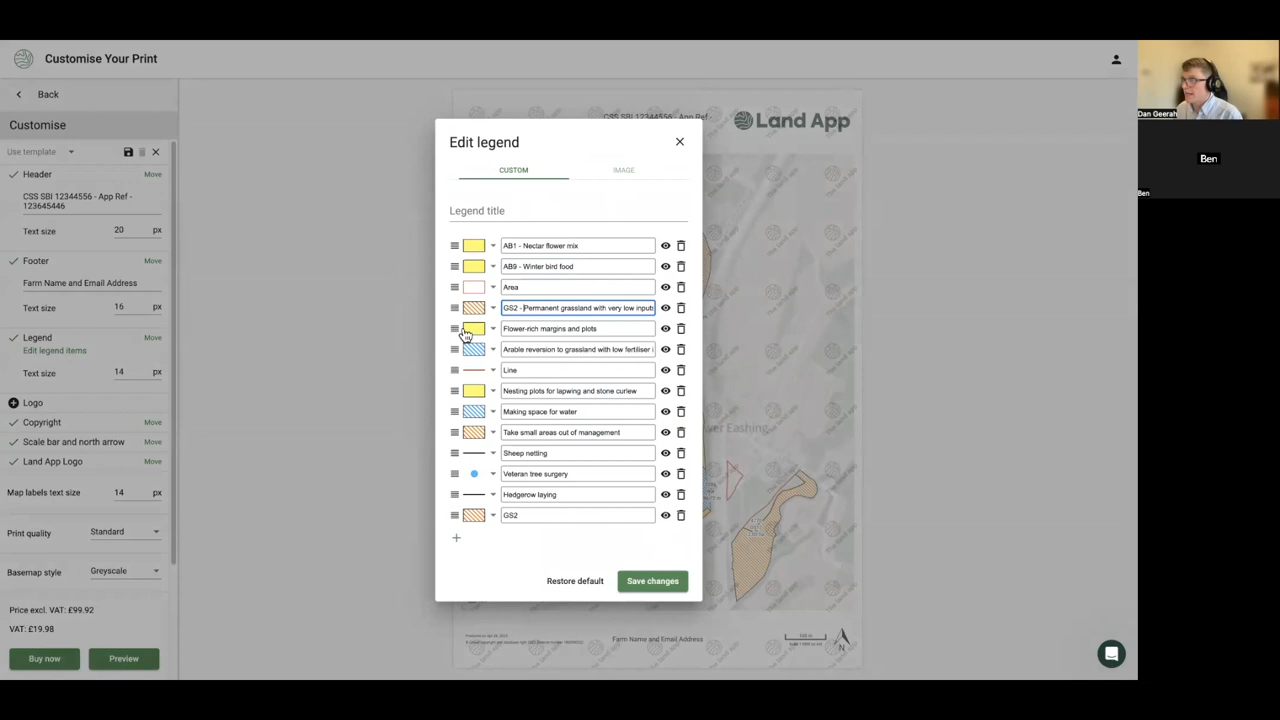 Customise Your Print
Back
Customise
Use template
Header
Move
CSS SBI 12344556 - App Ref -
123645446
Text size
20
px
Footer
Move
Farm Name and Email Address
Text size
16
px
Legend
Move
Edit legend items
Text size
14
px
Logo
Copyright
Move
Scale bar and north arrow
Move
Land App Logo
Move
Map labels text size
14
px
Print quality
Standard
Basemap style
Greyscale
Price excl. VAT: £99.92
VAT: £19.98
Buy now
Preview
CSS SBI 12344556 - App Ref -
Land App
Edit legend
CUSTOM
IMAGE
Legend title
AB1 - Nectar flower mix
AB9 - Winter bird food
Area
GS2 - Permanent grassland with very low inputs
Flower-rich margins and plots
Arable reversion to grassland with low fertiliser i
Line
Nesting plots for lapwing and stone curlew
Making space for water
Take small areas out of management
Sheep netting
Veteran tree surgery
Hedgerow laying
GS2
Restore default
Save changes
Farm Name and Email Address
N
Dan Geerah
Ben
Ben